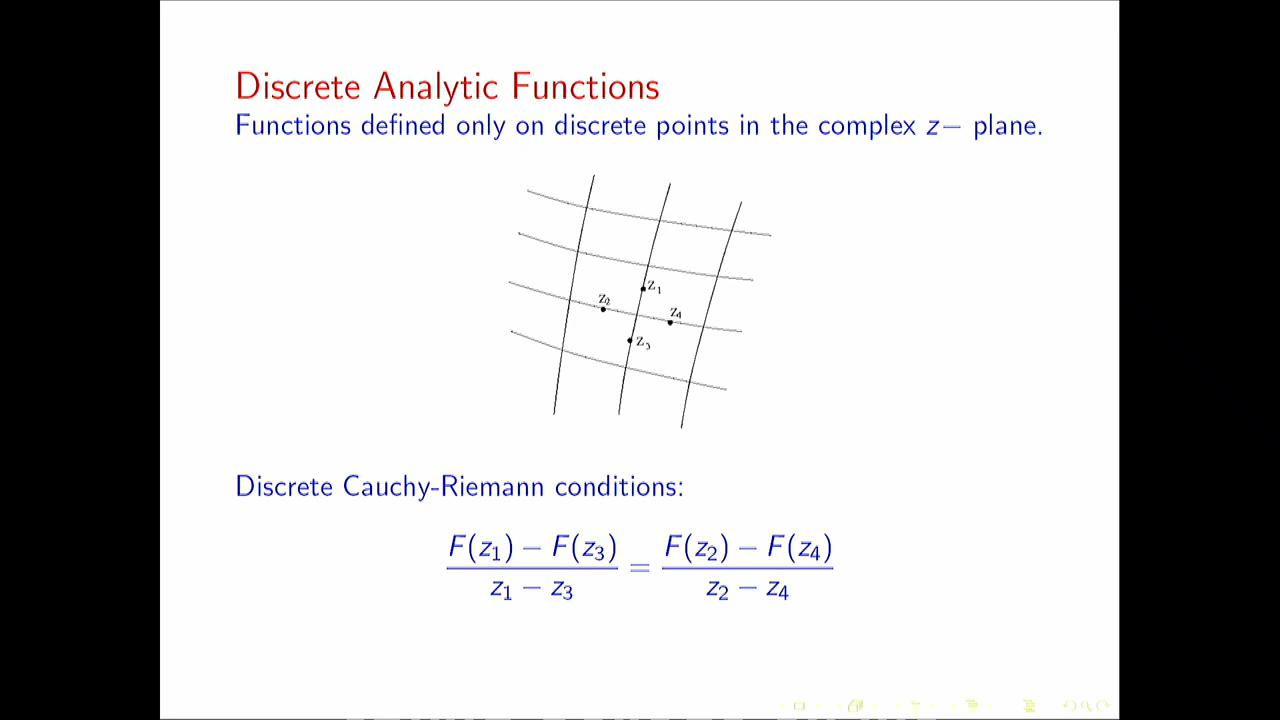 Discrete Analytic Functions
Functions defined only on discrete points in the complex z− plane.
z₁
z₂
z₄
z₃
Discrete Cauchy-Riemann conditions:
F(z₁) − F(z₃) / z₁ − z₃ = F(z₂) − F(z₄) / z₂ − z₄